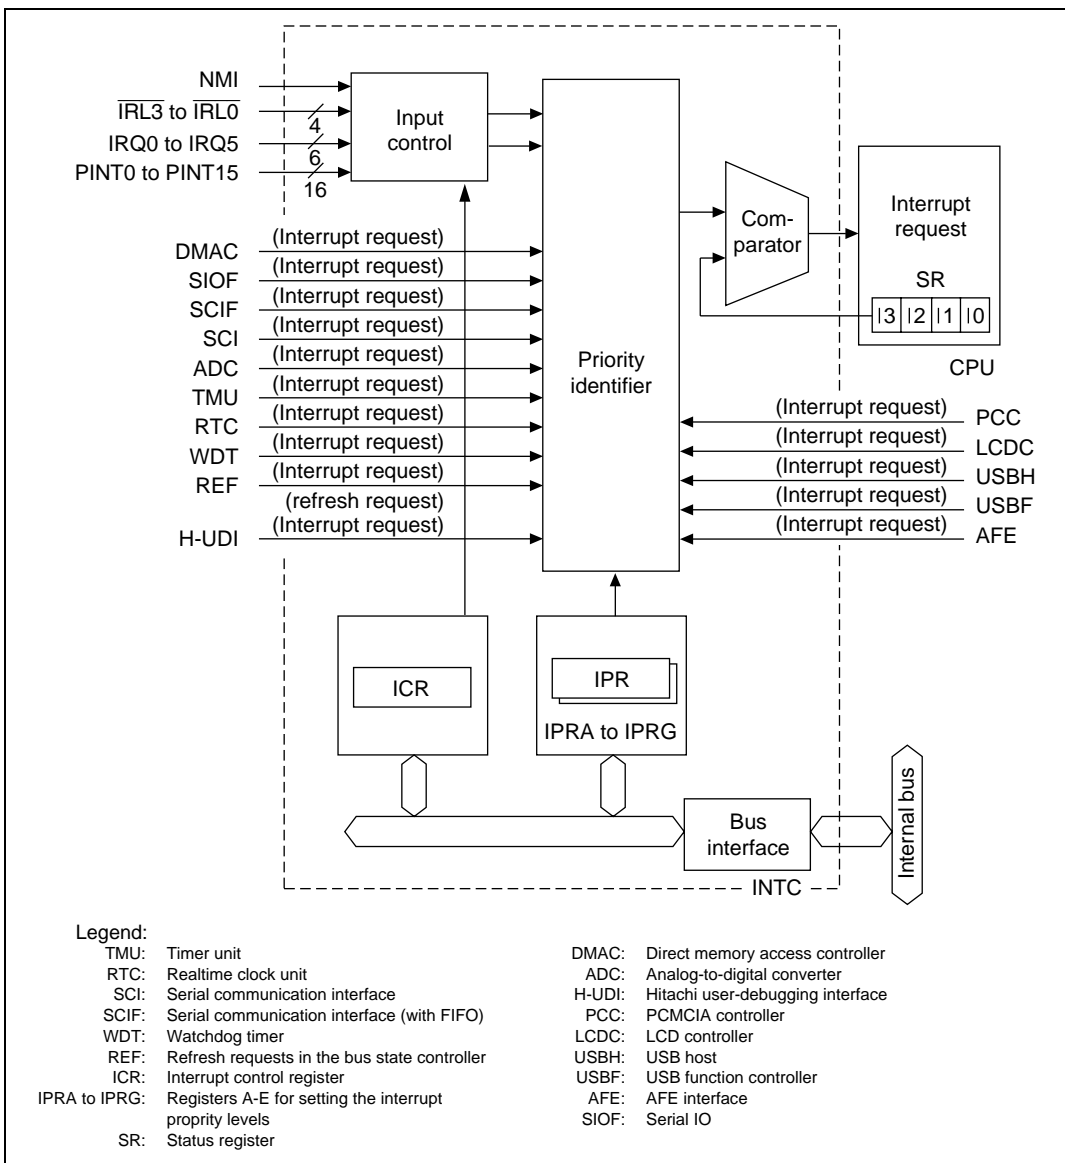 NMI
IRL3 to IRL0
4
IRQ0 to IRQ5
6
PINT0 to PINT15
16
Input
control
DMAC
(Interrupt request)
SIOF
(Interrupt request)
SCIF
(Interrupt request)
SCI
(Interrupt request)
ADC
(Interrupt request)
TMU
(Interrupt request)
RTC
(Interrupt request)
WDT
(Interrupt request)
REF
(Interrupt request)
(refresh request)
H-UDI
(Interrupt request)
Priority
identifier
Com-
parator
Interrupt
request
SR
I3 I2 I1 I0
CPU
(Interrupt request) PCC
(Interrupt request) LCDC
(Interrupt request) USBH
(Interrupt request) USBF
(Interrupt request) AFE
ICR
IPR
IPRA to IPRG
Bus
interface
Internal bus
INTC
Legend:
TMU: Timer unit
RTC: Realtime clock unit
SCI: Serial communication interface
SCIF: Serial communication interface (with FIFO)
WDT: Watchdog timer
REF: Refresh requests in the bus state controller
ICR: Interrupt control register
IPRA to IPRG: Registers A-E for setting the interrupt
proprity levels
SR: Status register
DMAC: Direct memory access controller
ADC: Analog-to-digital converter
H-UDI: Hitachi user-debugging interface
PCC: PCMCIA controller
LCDC: LCD controller
USBH: USB host
USBF: USB function controller
AFE: AFE interface
SIOF: Serial IO